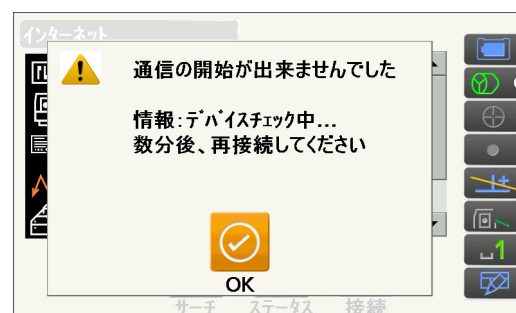 インターネット
通信の開始が出来ませんでした
情報:ﾃﾞﾊﾞｲｽﾁｪｯｸ中...
数分後、再接続してください
OK
サーチ ステータス 接続
1